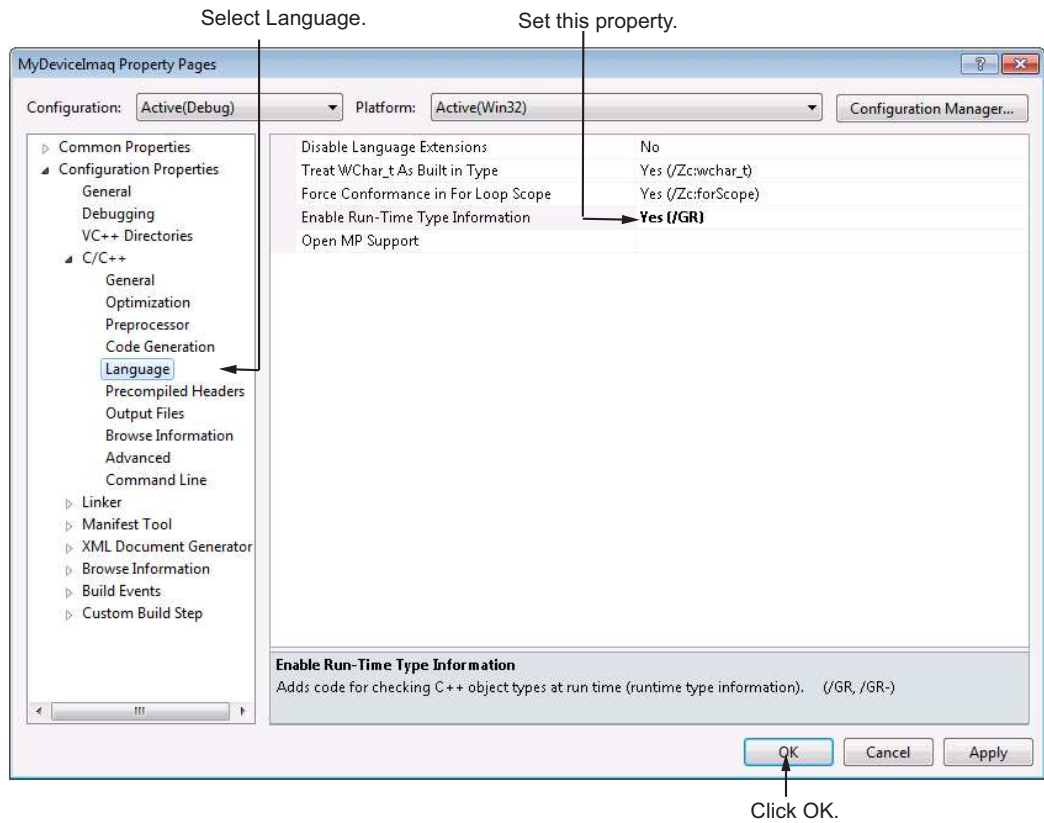 Select Language.
Set this property.
MyDeviceImaq Property Pages
Configuration: Active(Debug) Platform: Active(Win32) Configuration Manager...
Common Properties
Configuration Properties
General
Debugging
VC++ Directories
C/C++
General
Optimization
Preprocessor
Code Generation
Language
Precompiled Headers
Output Files
Browse Information
Advanced
Command Line
Linker
Manifest Tool
XML Document Generator
Browse Information
Build Events
Custom Build Step
Disable Language Extensions No
Treat WChar_t As Built in Type Yes (/Zc:wchar_t)
Force Conformance in For Loop Scope Yes (/Zc:forScope)
Enable Run-Time Type Information Yes (/GR)
Open MP Support
Enable Run-Time Type Information
Adds code for checking C++ object types at run time (runtime type information). (/GR, /GR-)
OK Cancel Apply
Click OK.